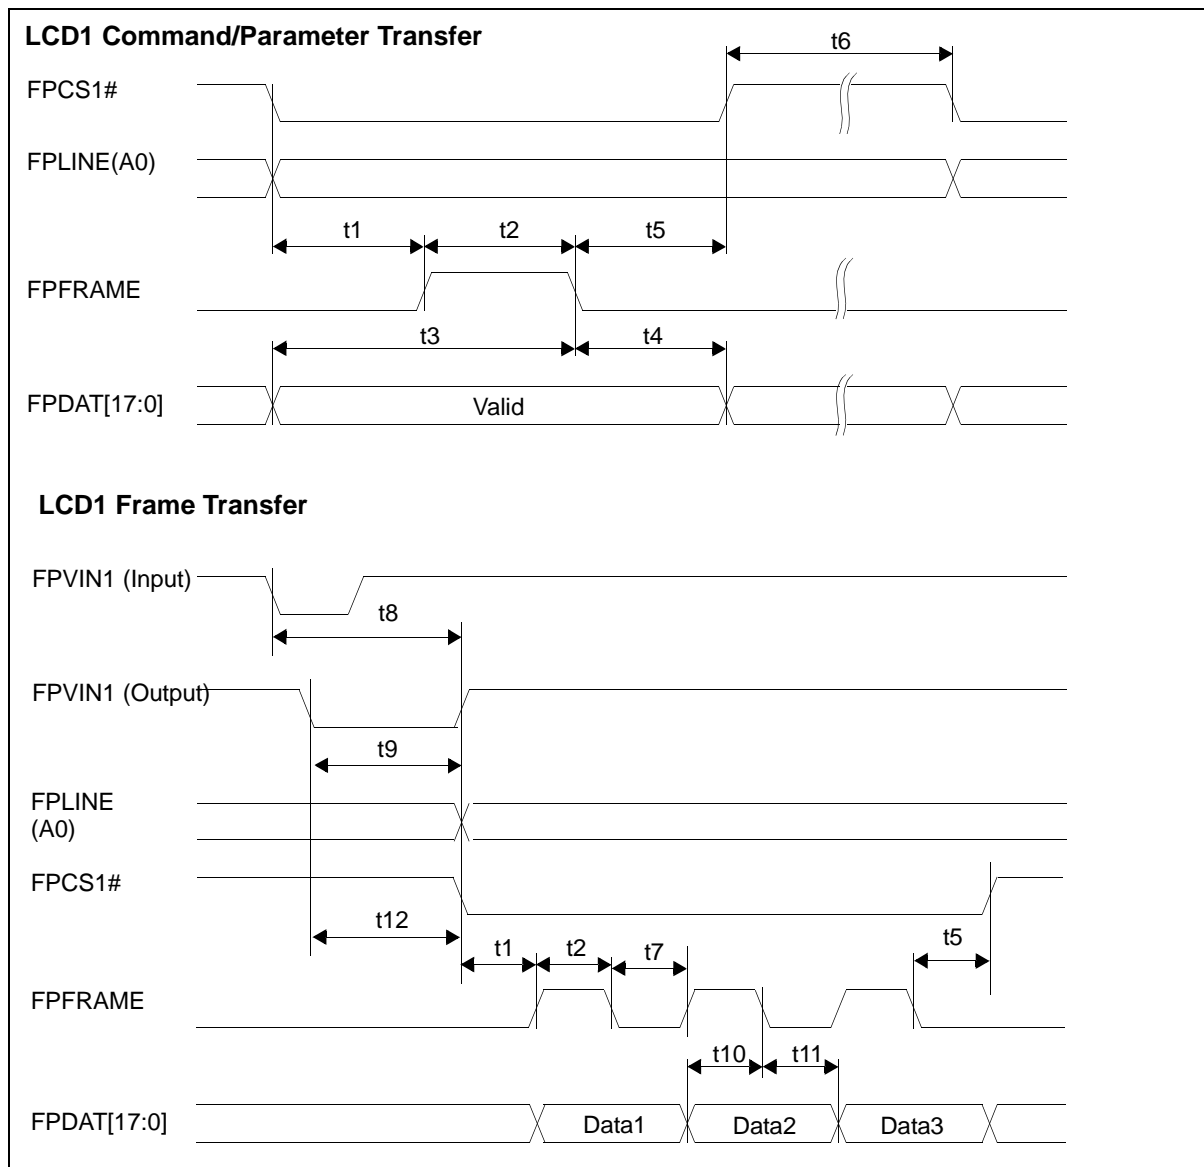 LCD1 Command/Parameter Transfer
t6
FPCS1#
FPLINE(A0)
t1 t2 t5
FPFRAME
t3 t4
FPDAT[17:0] Valid
LCD1 Frame Transfer
FPVIN1 (Input)
t8
FPVIN1 (Output)
t9
FPLINE
(A0)
FPCS1#
t12
t1 t2 t7 t5
FPFRAME
t10 t11
FPDAT[17:0] Data1 Data2 Data3